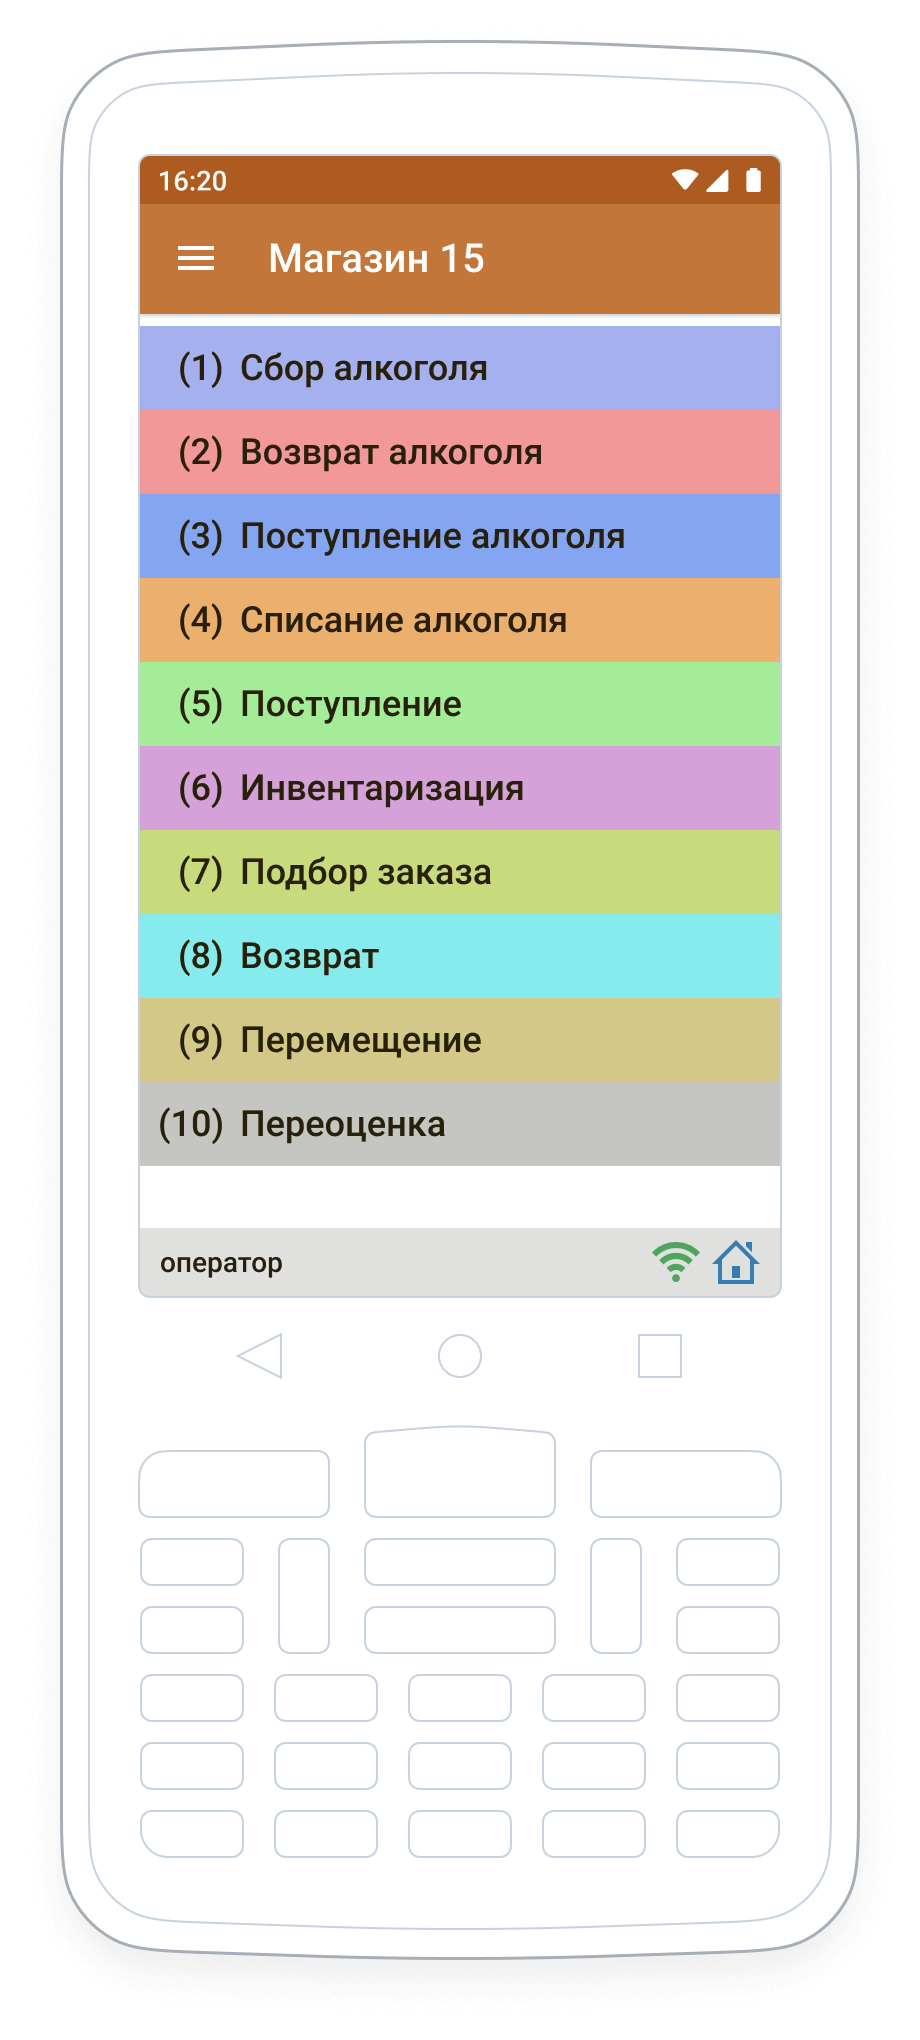 16:20
Магазин 15
(1) Сбор алкоголя
(2) Возврат алкоголя
(3) Поступление алкоголя
(4) Списание алкоголя
(5) Поступление
(6) Инвентаризация
(7) Подбор заказа
(8) Возврат
(9) Перемещение
(10) Переоценка
оператор